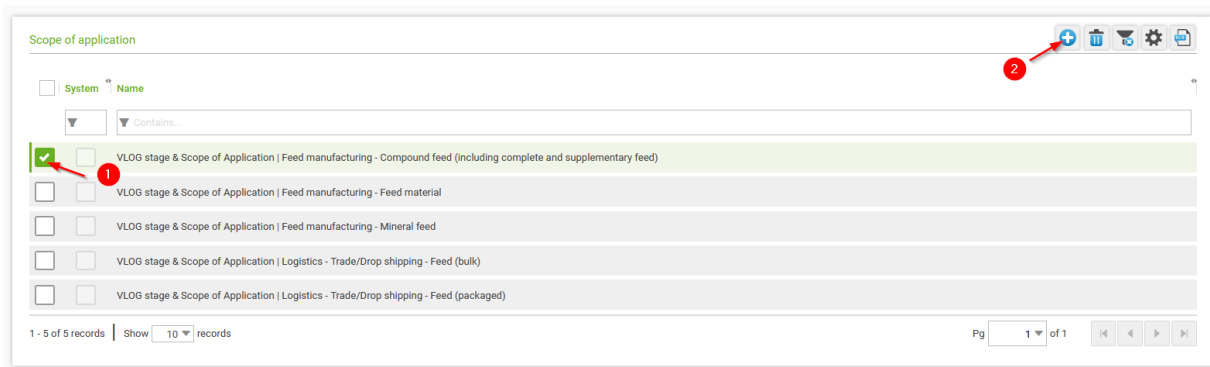 Scope of application
2
System Name
Contains...
VLOG stage & Scope of Application | Feed manufacturing - Compound feed (including complete and supplementary feed)
1
VLOG stage & Scope of Application | Feed manufacturing - Feed material
VLOG stage & Scope of Application | Feed manufacturing - Mineral feed
VLOG stage & Scope of Application | Logistics - Trade/Drop shipping - Feed (bulk)
VLOG stage & Scope of Application | Logistics - Trade/Drop shipping - Feed (packaged)
1 - 5 of 5 records Show 10 records Pg 1 of 1